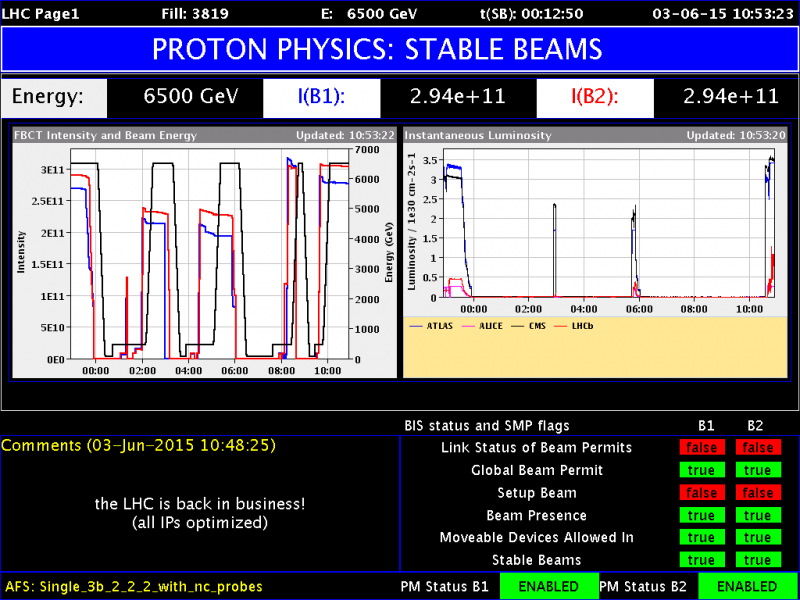 LHC Page1 Fill: 3819 E: 6500 GeV t(SB): 00:12:50 03-06-15 10:53:23
PROTON PHYSICS: STABLE BEAMS
Energy: 6500 GeV I(B1): 2.94e+11 I(B2): 2.94e+11
FBCT Intensity and Beam Energy Updated: 10:53:22
Intensity
3E11
2.5E11
2E11
1.5E11
1E11
5E10
0E0
7000
6000
5000
4000
3000
2000
1000
0
Energy (GeV)
00:00 02:00 04:00 06:00 08:00 10:00
Instantaneous Luminosity Updated: 10:53:20
Luminosity / 1e30 cm-2s-1
3.5
3
2.5
2
1.5
1
0.5
0
00:00 02:00 04:00 06:00 08:00 10:00
ATLAS ALICE CMS LHCb
Comments (03-Jun-2015 10:48:25)
the LHC is back in business!
(all IPs optimized)
BIS status and SMP flags B1 B2
Link Status of Beam Permits false false
Global Beam Permit true true
Setup Beam false false
Beam Presence true true
Moveable Devices Allowed In true true
Stable Beams true true
AFS: Single_3b_2_2_2_with_nc_probes PM Status B1 ENABLED PM Status B2 ENABLED